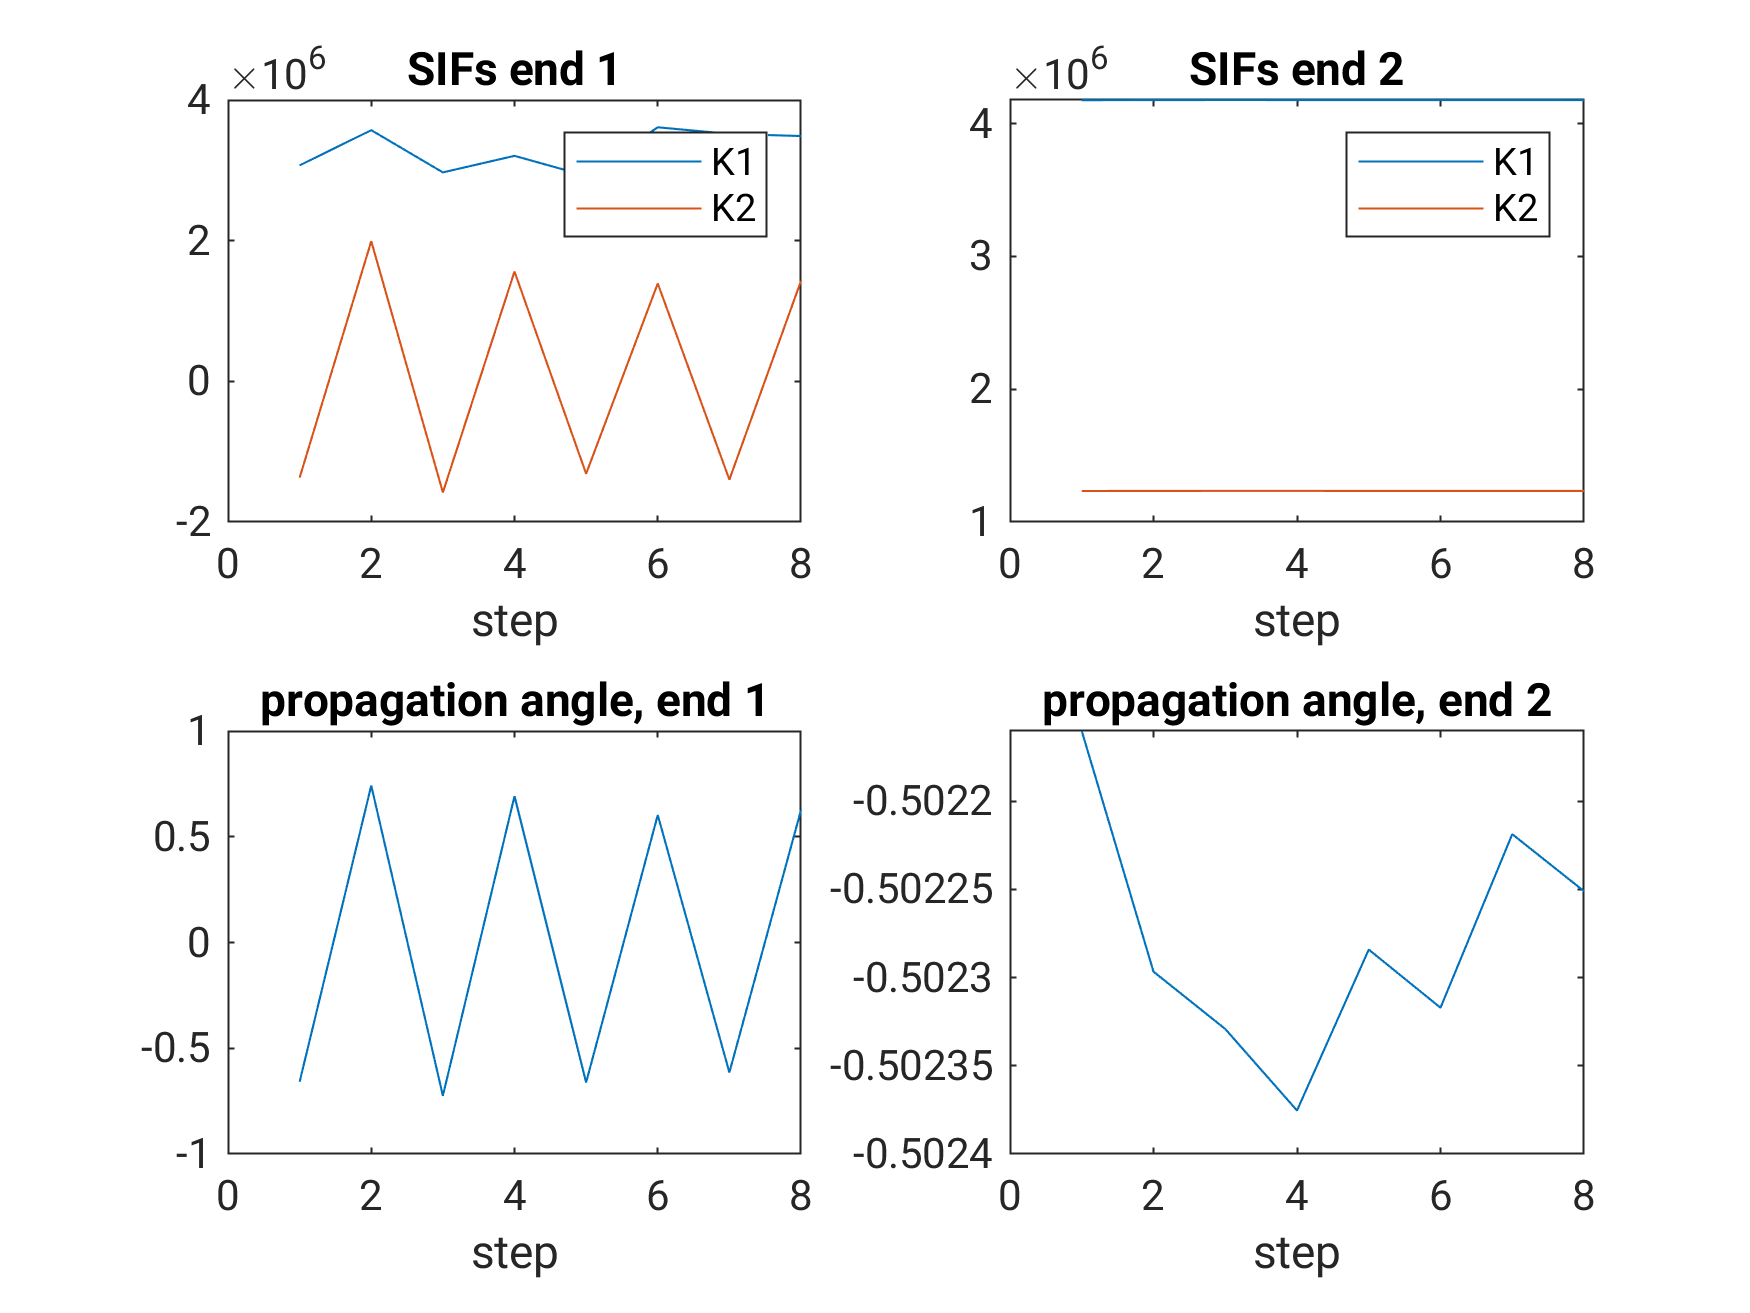 ×10^6
SIFs end 1
4
2
0
-2
K1
K2
0 2 4 6 8
step
×10^6
SIFs end 2
4
3
2
1
K1
K2
0 2 4 6 8
step
propagation angle, end 1
1
0.5
0
-0.5
-1
0 2 4 6 8
step
propagation angle, end 2
-0.5022
-0.50225
-0.5023
-0.50235
-0.5024
0 2 4 6 8
step